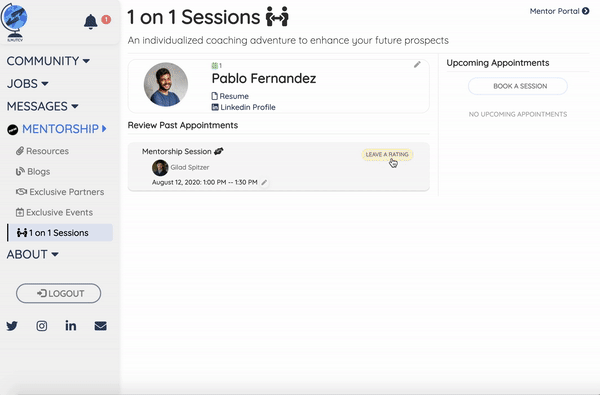 1
1 on 1 Sessions
Mentor Portal
An individualized coaching adventure to enhance your future prospects
COMMUNITY
JOBS
MESSAGES
MENTORSHIP
Resources
Blogs
Exclusive Partners
Exclusive Events
1 on 1 Sessions
ABOUT
LOGOUT
1
Pablo Fernandez
Resume
Linkedin Profile
Review Past Appointments
Mentorship Session
LEAVE A RATING
Gilad Spitzer
August 12, 2020: 1:00 PM -- 1:30 PM
Upcoming Appointments
BOOK A SESSION
NO UPCOMING APPOINTMENTS